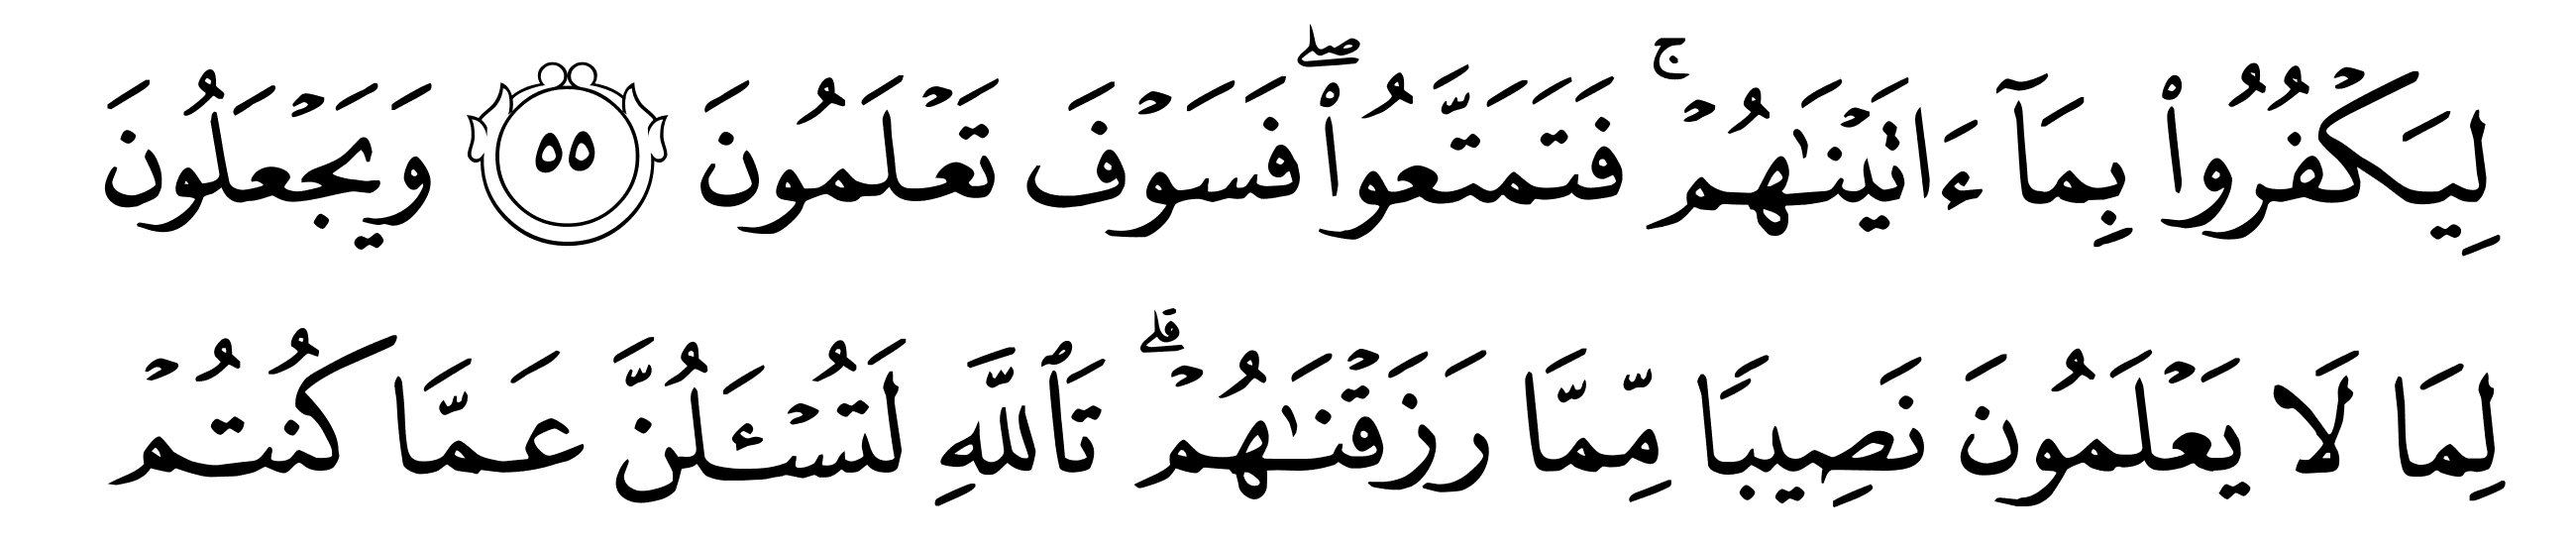 لِيَكۡفُرُواْ بِمَآ ءَاتَيۡنَٰهُمۡۚ فَتَمَتَّعُواْۖ فَسَوۡفَ تَعۡلَمُونَ ٥٥ وَيَجۡعَلُونَ
لِمَا لَا يَعۡلَمُونَ نَصِيبٗا مِّمَّا رَزَقۡنَٰهُمۡۗ تَٱللَّهِ لَتُسۡـَٔلُنَّ عَمَّا كُنتُمۡ